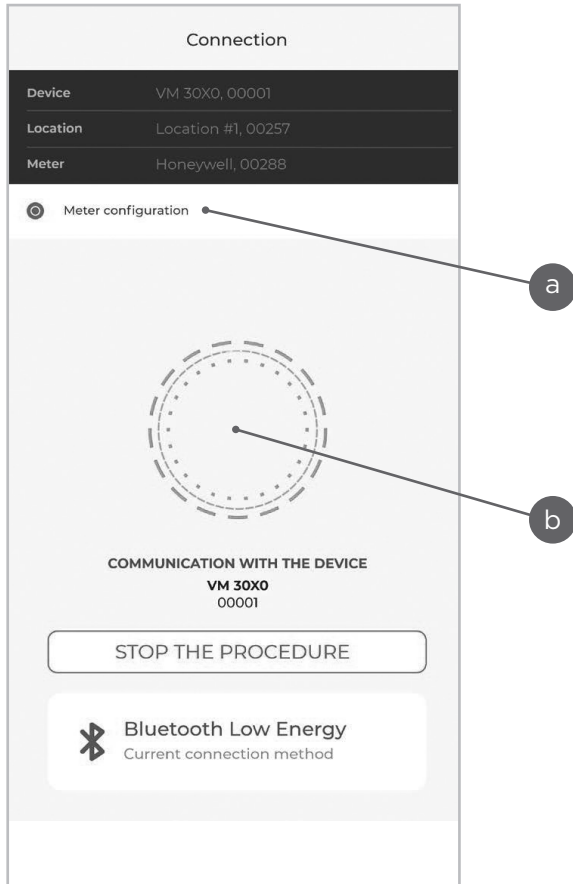 Connection
Device VM 30X0, 00001
Location Location #1, 00257
Meter Honeywell, 00288
Meter configuration
a
b
COMMUNICATION WITH THE DEVICE
VM 30X0
00001
STOP THE PROCEDURE
Bluetooth Low Energy
Current connection method